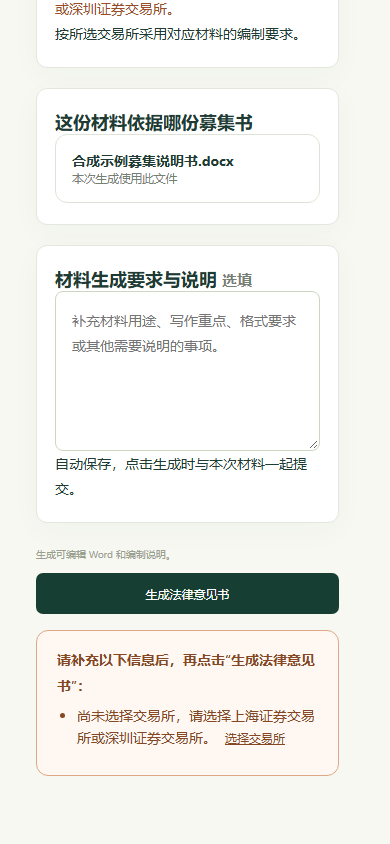 或深圳证券交易所。
按所选交易所采用对应材料的编制要求。
这份材料依据哪份募集书
合成示例募集说明书.docx
本次生成使用此文件
材料生成要求与说明 选填
补充材料用途、写作重点、格式要求
或其他需要说明的事项。
自动保存，点击生成时与本次材料一起提
交。
生成可编辑 Word 和编制说明。
生成法律意见书
请补充以下信息后，再点击“生成法律意见
书”：
尚未选择交易所，请选择上海证券交易
所或深圳证券交易所。 选择交易所